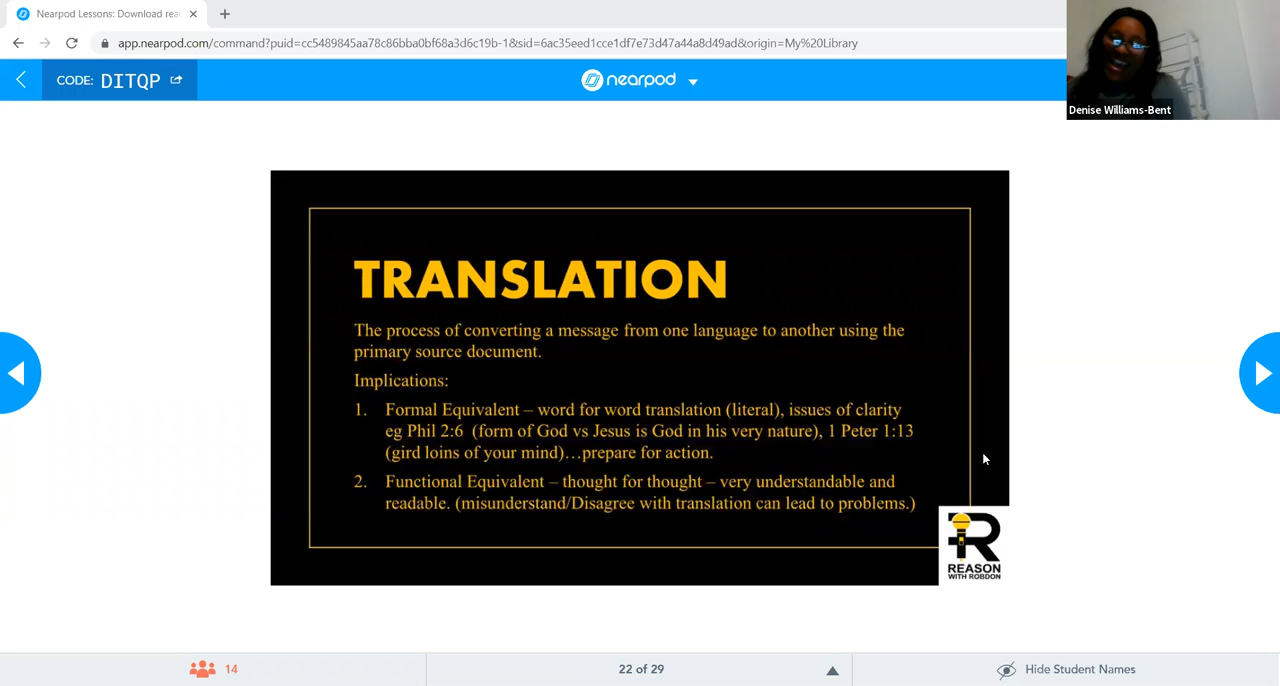 Nearpod Lessons: Download rea
app.nearpod.com/command?puid=cc5489845aa78c86bba0bf68a3d6c19b-1&sid=6ac35eed1cce1df7e73d47a44a8d49ad&origin=My%20Library
CODE: DITQP
nearpod
Denise Williams-Bent
TRANSLATION
The process of converting a message from one language to another using the
primary source document.
Implications:
1. Formal Equivalent – word for word translation (literal), issues of clarity
eg Phil 2:6 (form of God vs Jesus is God in his very nature), 1 Peter 1:13
(gird loins of your mind)…prepare for action.
2. Functional Equivalent – thought for thought – very understandable and
readable. (misunderstand/Disagree with translation can lead to problems.)
R
REASON
WITH ROBDON
14
22 of 29
Hide Student Names